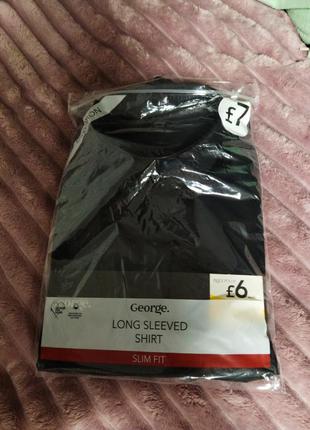 £7
£6
George.
LONG SLEEVED
SHIRT
SLIM FIT